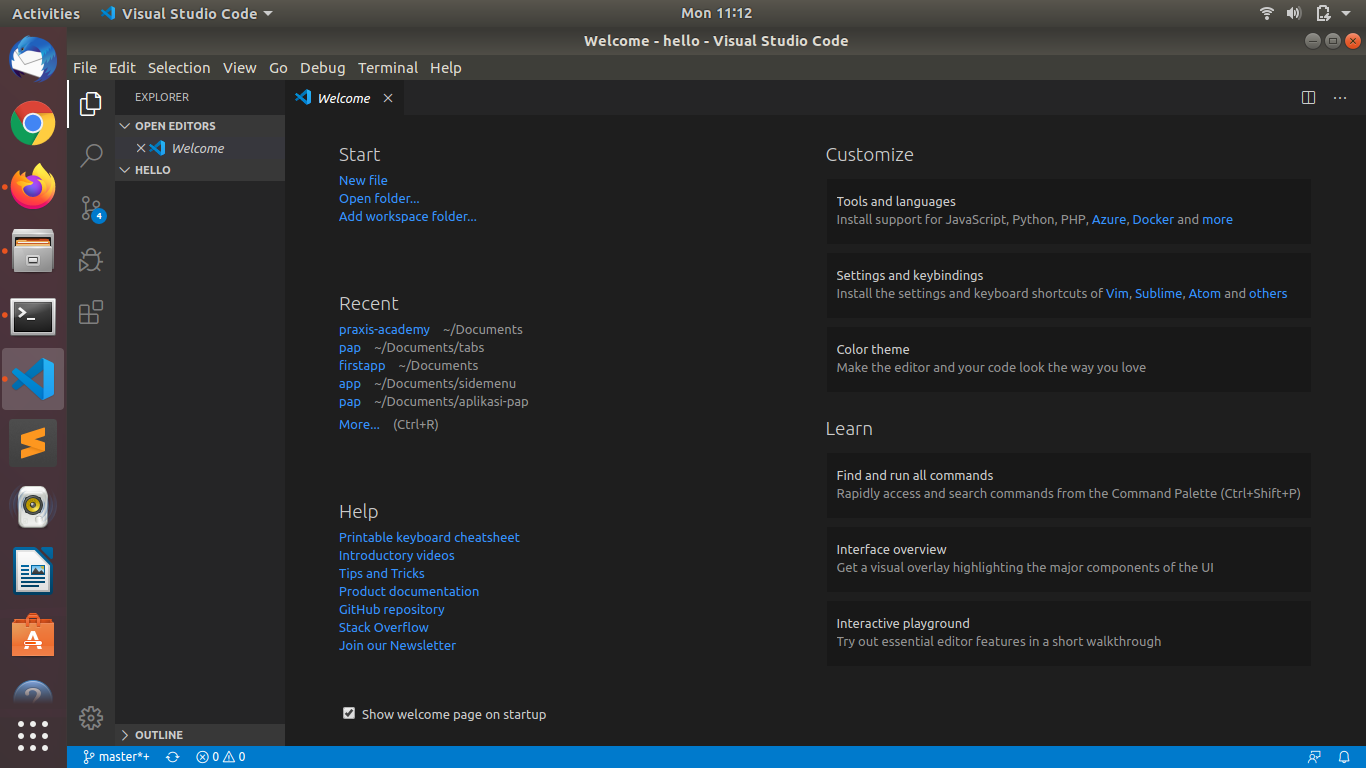 Activities
Visual Studio Code
Mon 11:12
Welcome - hello - Visual Studio Code
File Edit Selection View Go Debug Terminal Help
EXPLORER
OPEN EDITORS
Welcome
HELLO
4
OUTLINE
Welcome
Start
New file
Open folder...
Add workspace folder...
Recent
praxis-academy ~/Documents
pap ~/Documents/tabs
firstapp ~/Documents
app ~/Documents/sidemenu
pap ~/Documents/aplikasi-pap
More... (Ctrl+R)
Help
Printable keyboard cheatsheet
Introductory videos
Tips and Tricks
Product documentation
GitHub repository
Stack Overflow
Join our Newsletter
Show welcome page on startup
Customize
Tools and languages
Install support for JavaScript, Python, PHP, Azure, Docker and more
Settings and keybindings
Install the settings and keyboard shortcuts of Vim, Sublime, Atom and others
Color theme
Make the editor and your code look the way you love
Learn
Find and run all commands
Rapidly access and search commands from the Command Palette (Ctrl+Shift+P)
Interface overview
Get a visual overlay highlighting the major components of the UI
Interactive playground
Try out essential editor features in a short walkthrough
master*+ 0 0